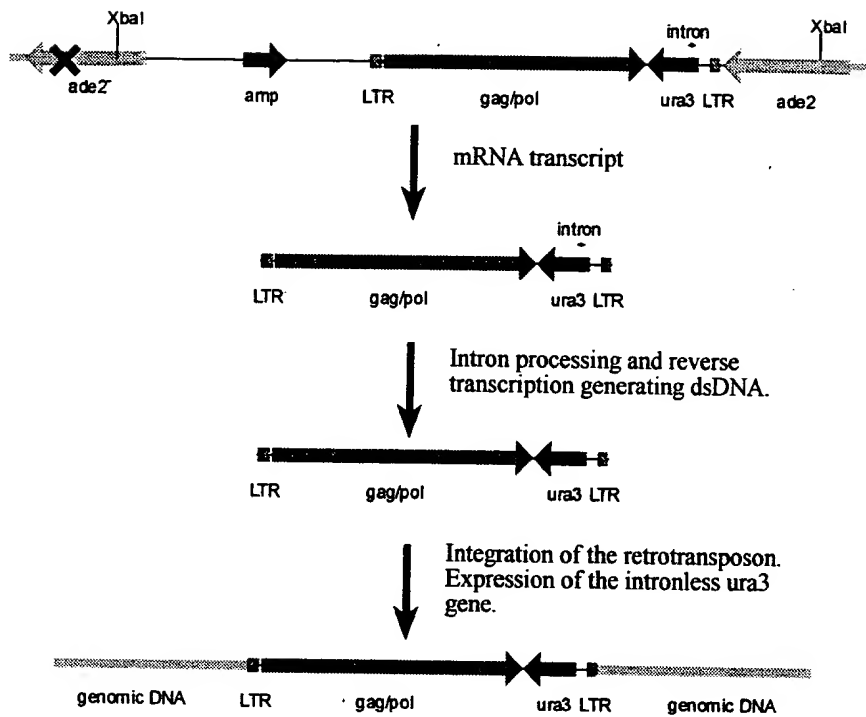 XbaI
intron
XbaI
ade2-
amp
LTR
gag/pol
ura3 LTR
ade2
mRNA transcript
intron
LTR
gag/pol
ura3 LTR
Intron processing and reverse
transcription generating dsDNA.
LTR
gag/pol
ura3 LTR
Integration of the retrotransposon.
Expression of the intronless ura3
gene.
genomic DNA
LTR
gag/pol
ura3 LTR
genomic DNA